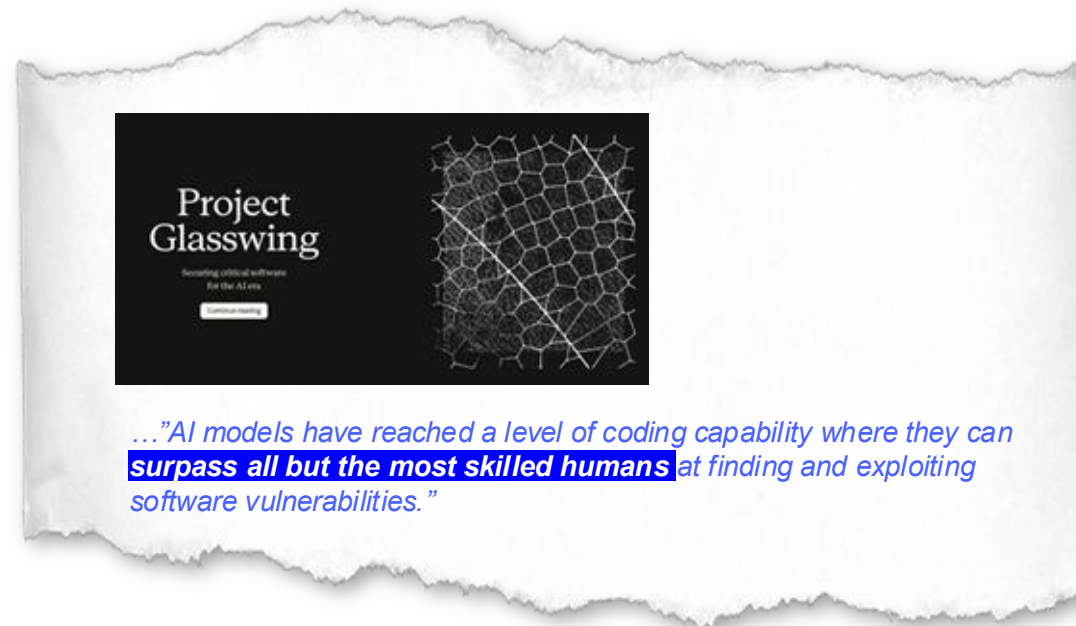 Project
Glasswing
Securing critical software
for the AI era
Continue reading
…”AI models have reached a level of coding capability where they can
surpass all but the most skilled humans at finding and exploiting
software vulnerabilities.”